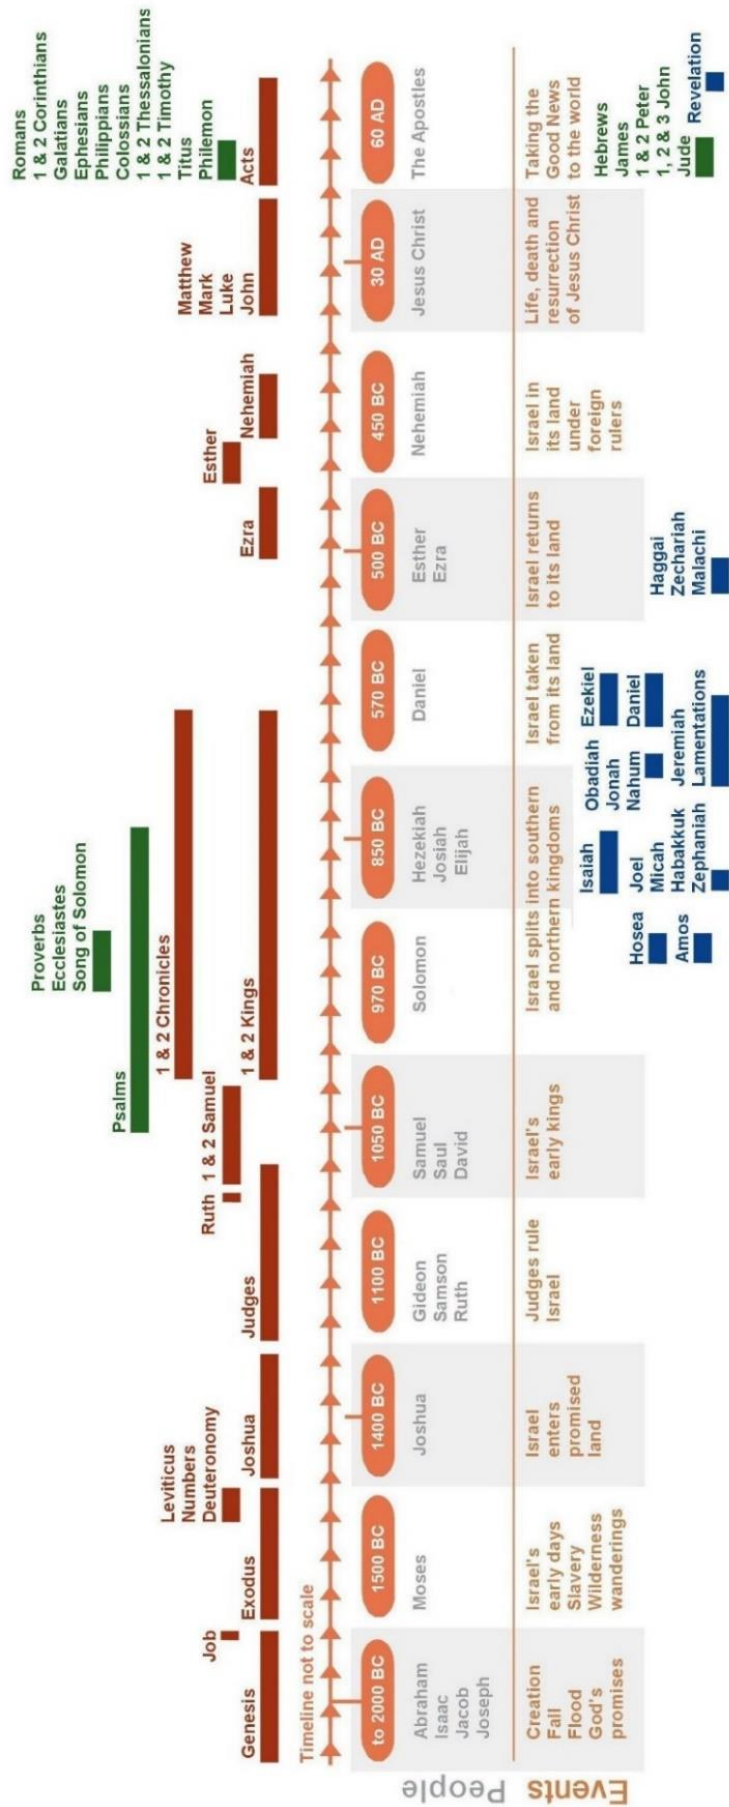 Proverbs
Ecclesiastes
Song of Solomon
Psalms
1 & 2 Chronicles
Romans
1 & 2 Corinthians
Galatians
Ephesians
Philippians
Colossians
1 & 2 Thessalonians
1 & 2 Timothy
Titus
Philemon
Job
Leviticus
Numbers
Deuteronomy
Ruth
1 & 2 Samuel
Esther
Matthew
Mark
Luke
John
Genesis
Exodus
Joshua
Judges
1 & 2 Kings
Ezra
Nehemiah
Acts
Timeline not to scale
to 2000 BC
1500 BC
1400 BC
1100 BC
1050 BC
970 BC
850 BC
570 BC
500 BC
450 BC
30 AD
60 AD
People
Abraham
Isaac
Jacob
Joseph
Moses
Joshua
Gideon
Samson
Ruth
Samuel
Saul
David
Solomon
Hezekiah
Josiah
Elijah
Daniel
Esther
Ezra
Nehemiah
Jesus Christ
The Apostles
Events
Creation
Fall
Flood
God's
promises
Israel's
early days
Slavery
Wilderness
wanderings
Israel
enters
promised
land
Judges rule
Israel
Israel's
early kings
Israel splits into southern
and northern kingdoms
Israel taken
from its land
Israel returns
to its land
Israel in
its land
under
foreign
rulers
Life, death and
resurrection
of Jesus Christ
Taking the
Good News
to the world
Hosea
Amos
Isaiah
Joel
Micah
Habakkuk
Zephaniah
Obadiah
Jonah
Nahum
Jeremiah
Lamentations
Ezekiel
Daniel
Haggai
Zechariah
Malachi
Hebrews
James
1 & 2 Peter
1, 2 & 3 John
Jude
Revelation